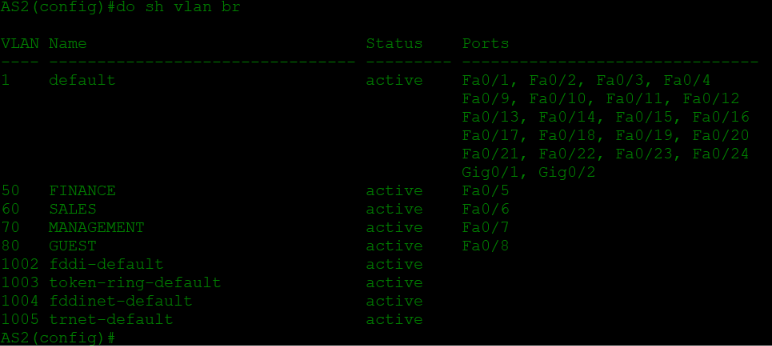 AS2(config)#do sh vlan br
VLAN Name                             Status    Ports
---- -------------------------------- --------- -------------------------------
1    default                          active    Fa0/1, Fa0/2, Fa0/3, Fa0/4
                                                Fa0/9, Fa0/10, Fa0/11, Fa0/12
                                                Fa0/13, Fa0/14, Fa0/15, Fa0/16
                                                Fa0/17, Fa0/18, Fa0/19, Fa0/20
                                                Fa0/21, Fa0/22, Fa0/23, Fa0/24
                                                Gig0/1, Gig0/2
50   FINANCE                          active    Fa0/5
60   SALES                            active    Fa0/6
70   MANAGEMENT                       active    Fa0/7
80   GUEST                            active    Fa0/8
1002 fddi-default                     active
1003 token-ring-default               active
1004 fddinet-default                  active
1005 trnet-default                    active
AS2(config)#